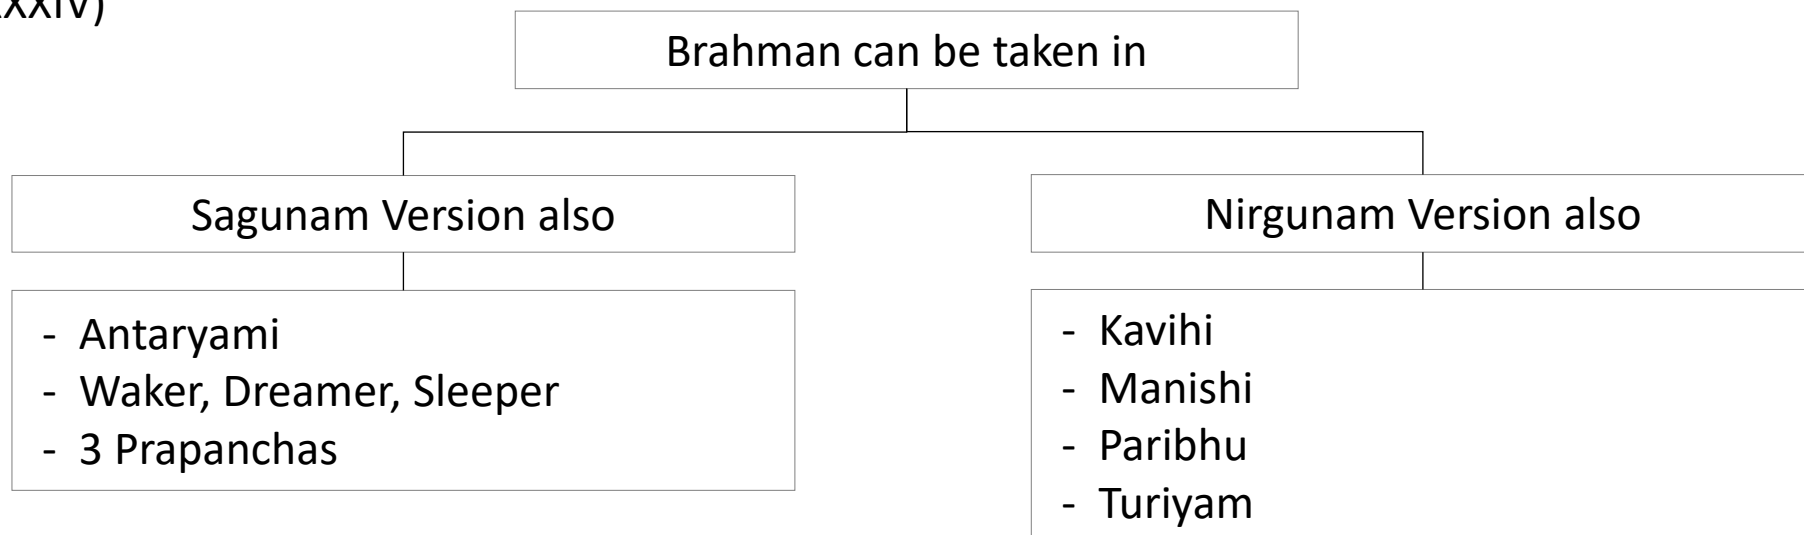 XXXIV)
Brahman can be taken in
Sagunam Version also
Nirgunam Version also
- Antaryami
- Waker, Dreamer, Sleeper
- 3 Prapanchas
- Kavihi
- Manishi
- Paribhu
- Turiyam